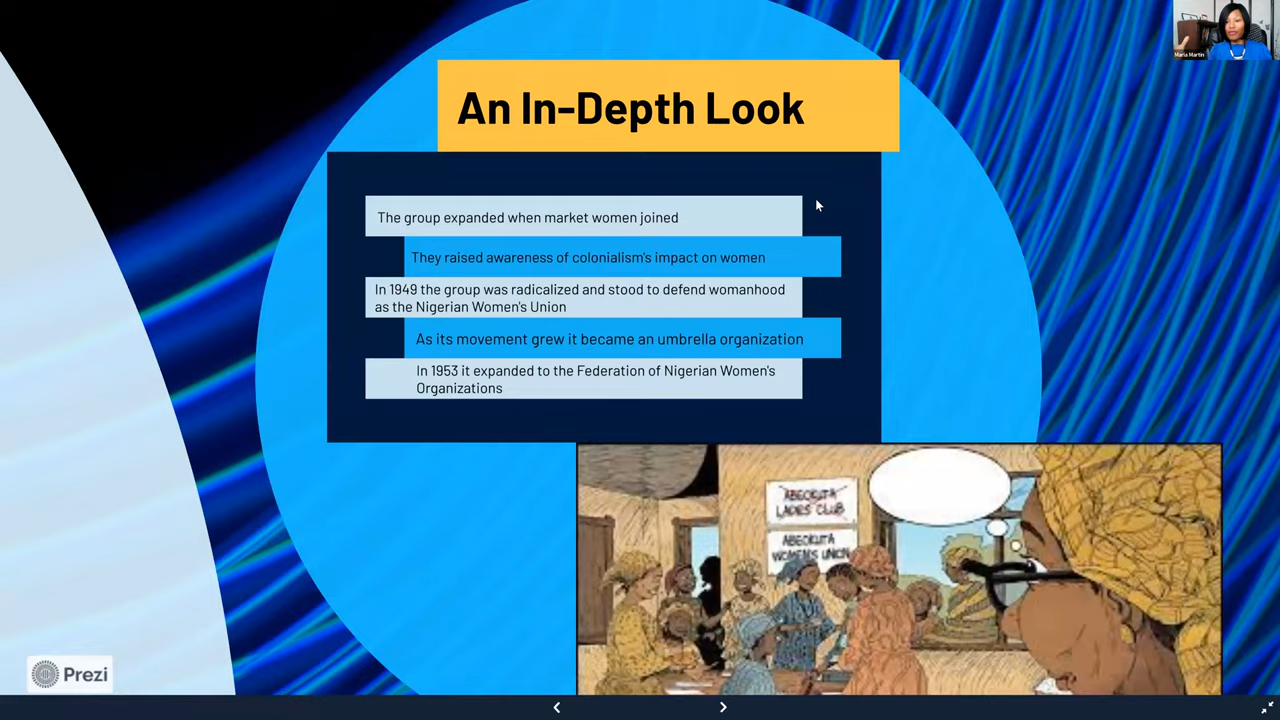 Maria Martin
An In-Depth Look
The group expanded when market women joined
They raised awareness of colonialism's impact on women
In 1949 the group was radicalized and stood to defend womanhood
as the Nigerian Women's Union
As its movement grew it became an umbrella organization
In 1953 it expanded to the Federation of Nigerian Women's
Organizations
ABEOKUTA
LADIES CLUB
ABEOKUTA
WOMEN'S UNION
Prezi